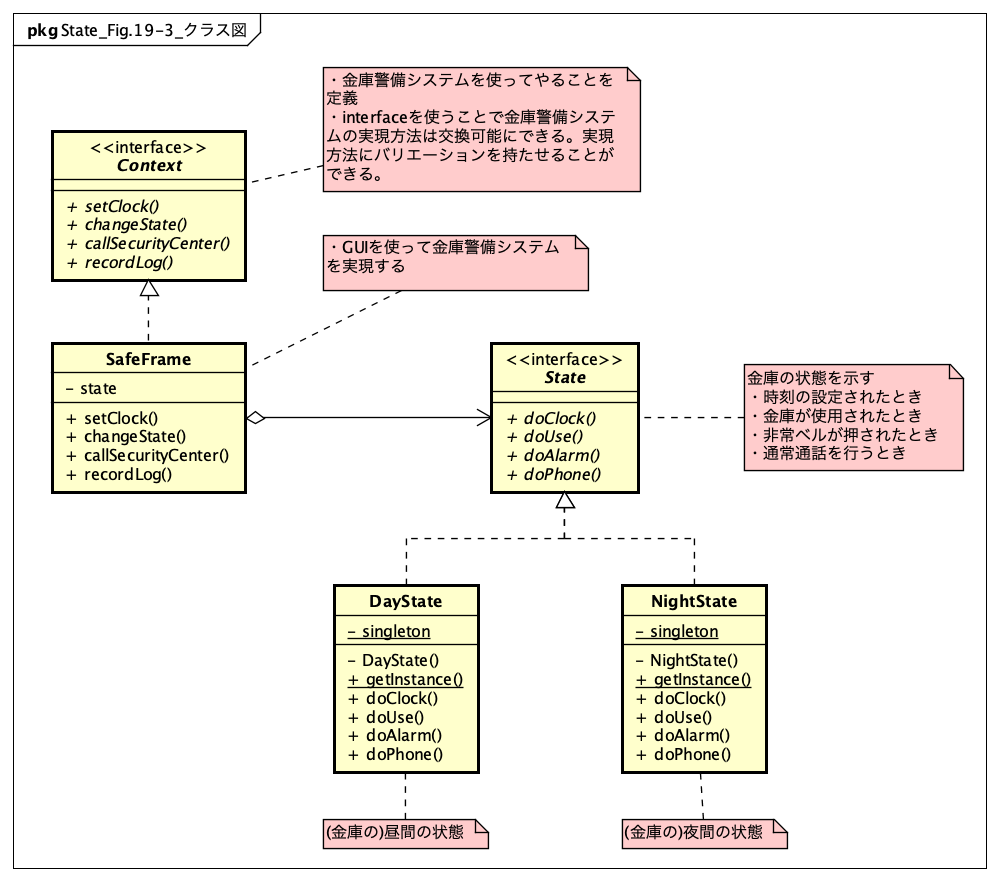 pkg State_Fig.19-3_クラス図
・金庫警備システムを使ってやることを
定義
・interfaceを使うことで金庫警備システ
ムの実現方法は交換可能にできる。実現
方法にバリエーションを持たせることが
できる。
<<interface>>
Context
+ setClock()
+ changeState()
+ callSecurityCenter()
+ recordLog()
・GUIを使って金庫警備システム
を実現する
SafeFrame
- state
+ setClock()
+ changeState()
+ callSecurityCenter()
+ recordLog()
<<interface>>
State
+ doClock()
+ doUse()
+ doAlarm()
+ doPhone()
金庫の状態を示す
・時刻の設定されたとき
・金庫が使用されたとき
・非常ベルが押されたとき
・通常通話を行うとき
DayState
- singleton
- DayState()
+ getInstance()
+ doClock()
+ doUse()
+ doAlarm()
+ doPhone()
NightState
- singleton
- NightState()
+ getInstance()
+ doClock()
+ doUse()
+ doAlarm()
+ doPhone()
(金庫の)昼間の状態
(金庫の)夜間の状態